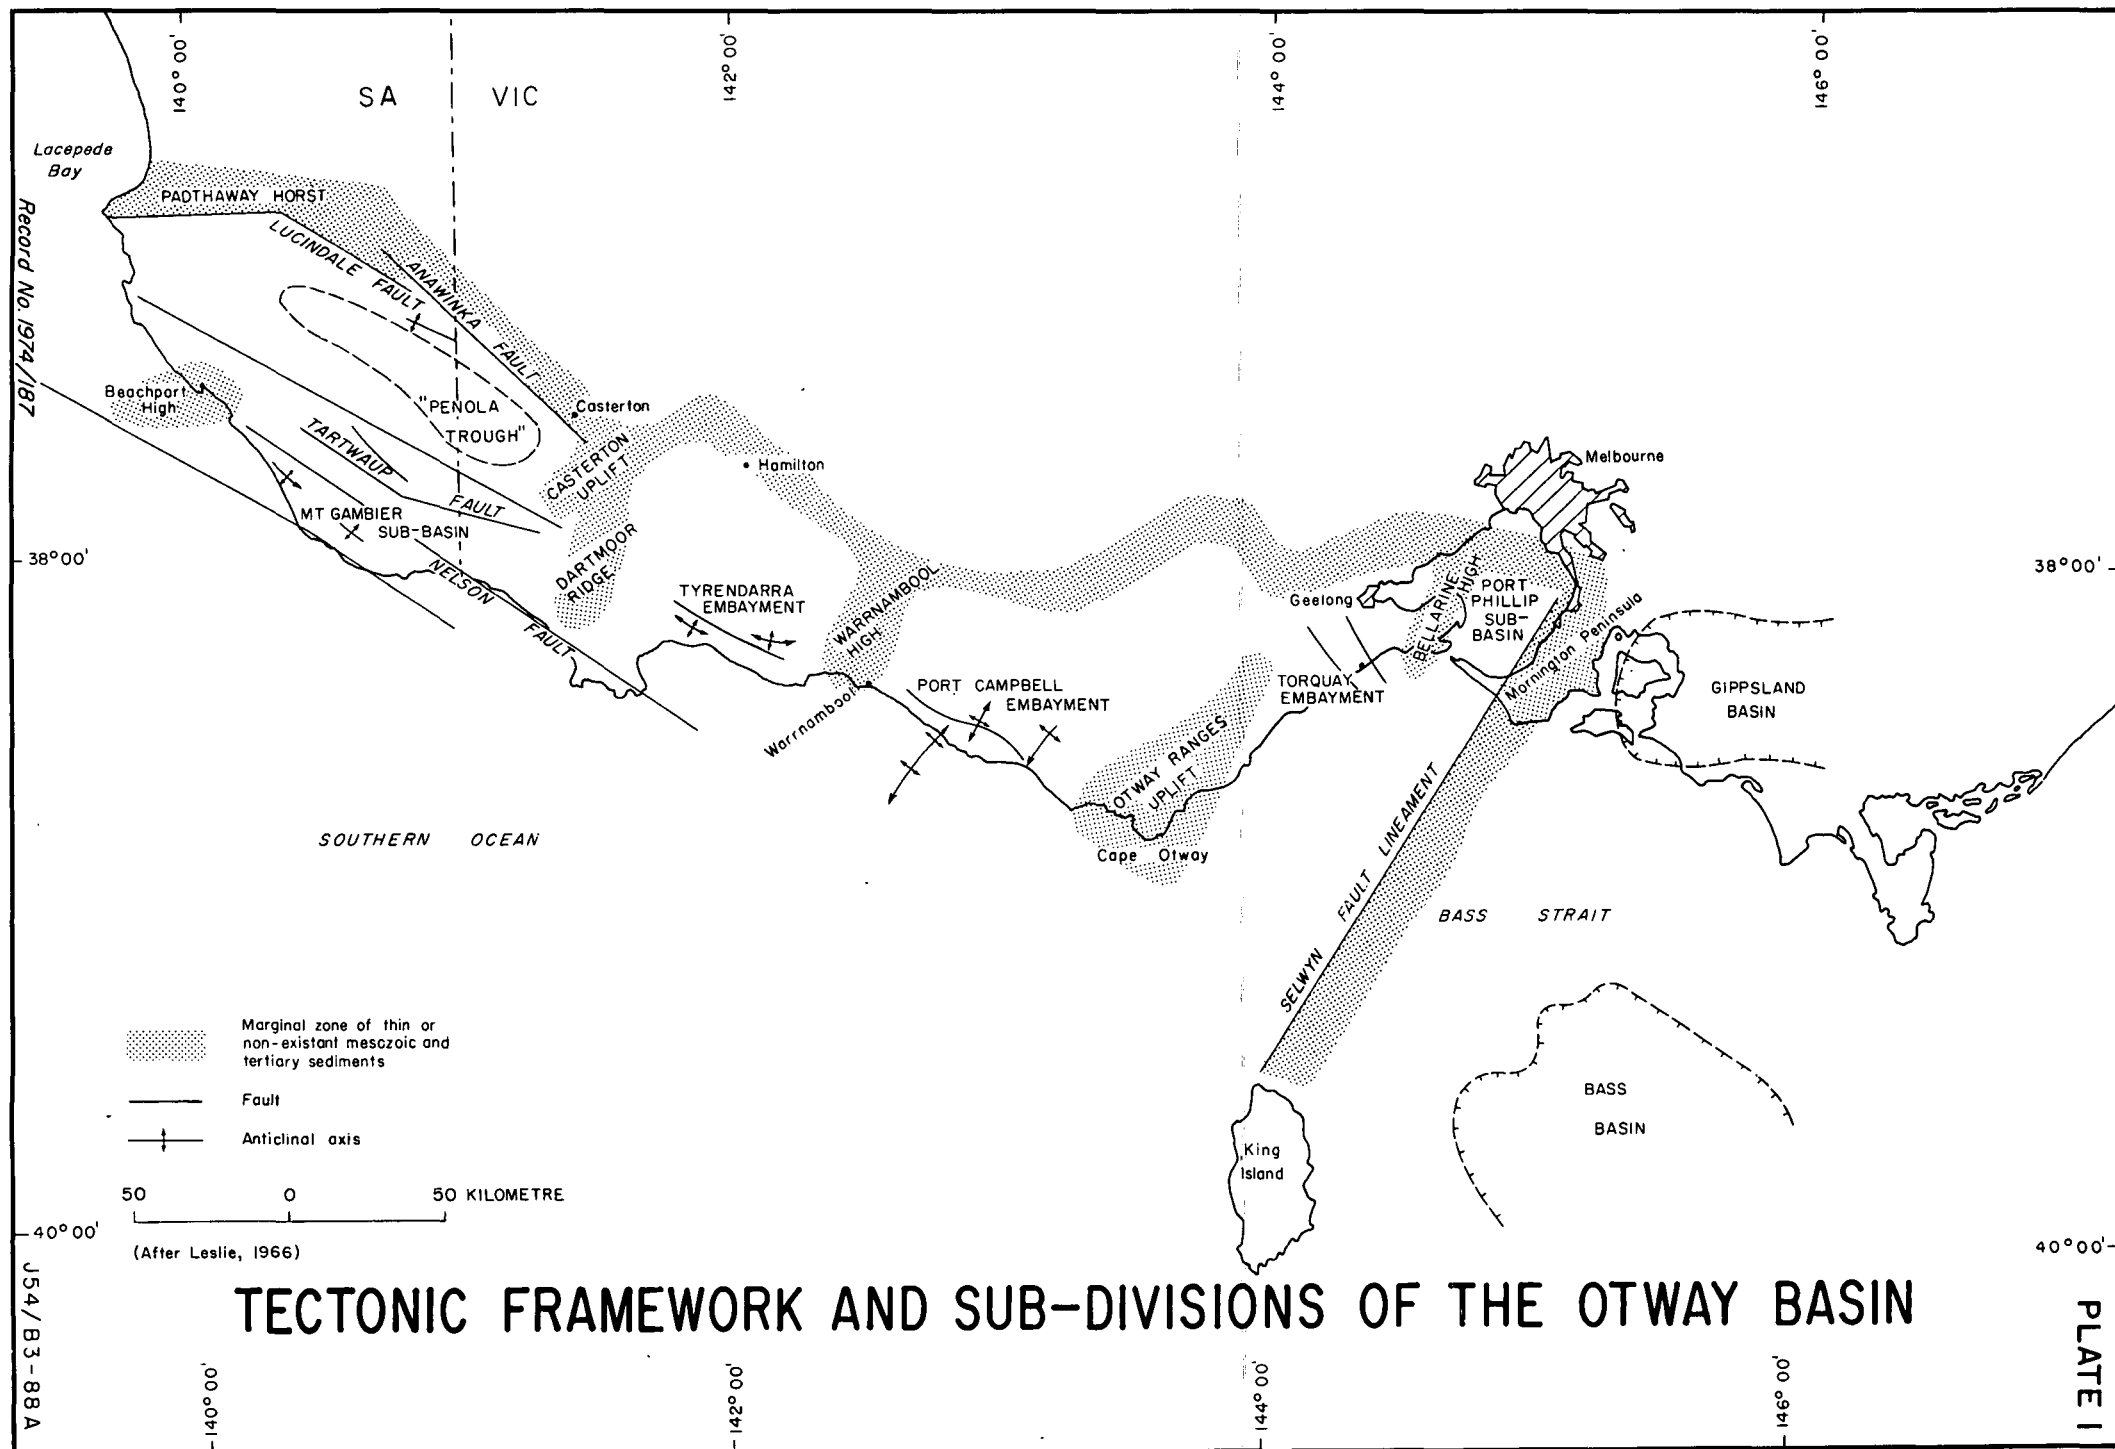 140° 00'
142° 00'
144° 00'
146° 00'
SA
VIC
Lacepede
Bay
PADTHAWAY HORST
Record No. 1974/187
LUCINDALE FAULT
ANAWINKA FAULT
Beachport
High
"PENOLA
TROUGH"
Casterton
TARTWAUP FAULT
CASTERTON
UPLIFT
Hamilton
Melbourne
MT GAMBIER
SUB-BASIN
38°00'
38°00'
NELSON FAULT
DARTMOOR
RIDGE
TYRENDARRA
EMBAYMENT
WARRNAMBOOL
HIGH
Geelong
BELLARINE
HIGH
PORT
PHILLIP
SUB-
BASIN
Mornington Peninsula
Warrnambool
PORT CAMPBELL
EMBAYMENT
TORQUAY
EMBAYMENT
GIPPSLAND
BASIN
OTWAY RANGES
UPLIFT
Cape Otway
SOUTHERN OCEAN
SELWYN FAULT LINEAMENT
BASS STRAIT
Marginal zone of thin or
non-existant mesczoic and
tertiary sediments
Fault
Anticlinal axis
BASS
BASIN
King
Island
50 0 50 KILOMETRE
40°00'
40°00'
(After Leslie, 1966)
J54/B3-88A
TECTONIC FRAMEWORK AND SUB-DIVISIONS OF THE OTWAY BASIN
PLATE 1
140°00'
142°00'
144°00'
146°00'